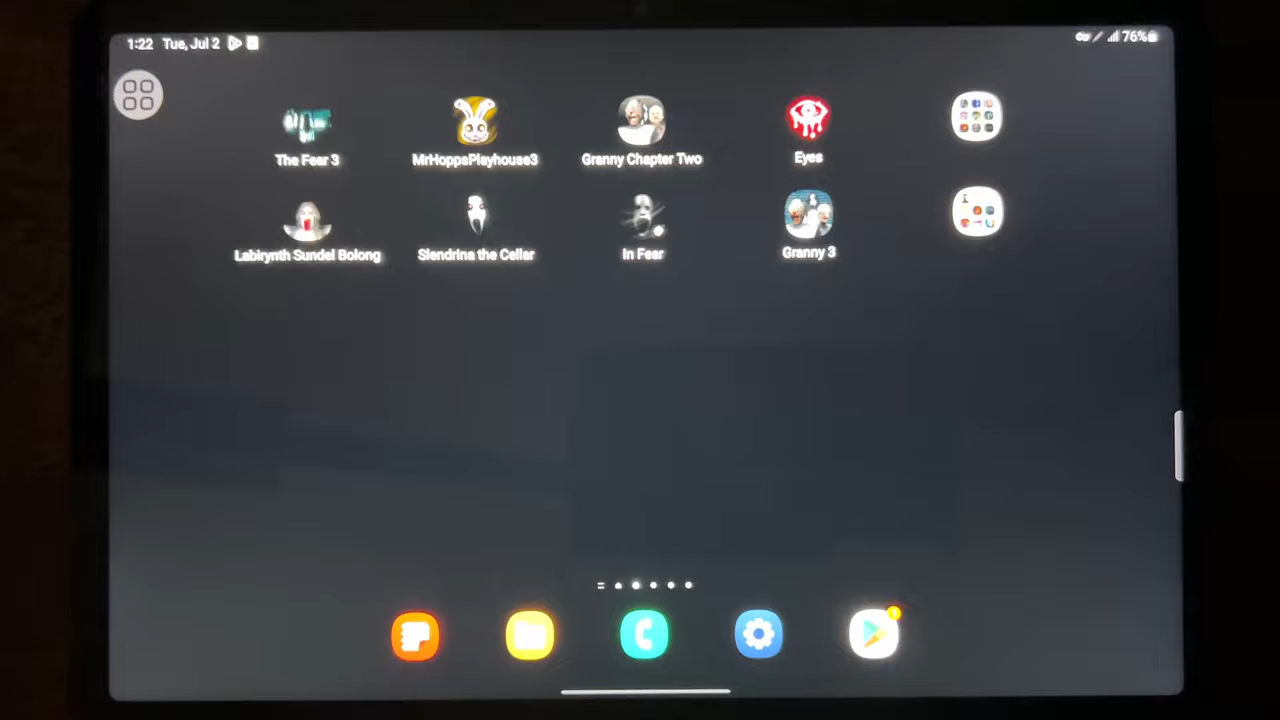 1:22 Tue, Jul 2
76%
The Fear 3
MrHoppsPlayhouse3
Granny Chapter Two
Eyes
Labirynth Sundel Bolong
Slendrina the Cellar
In Fear
Granny 3